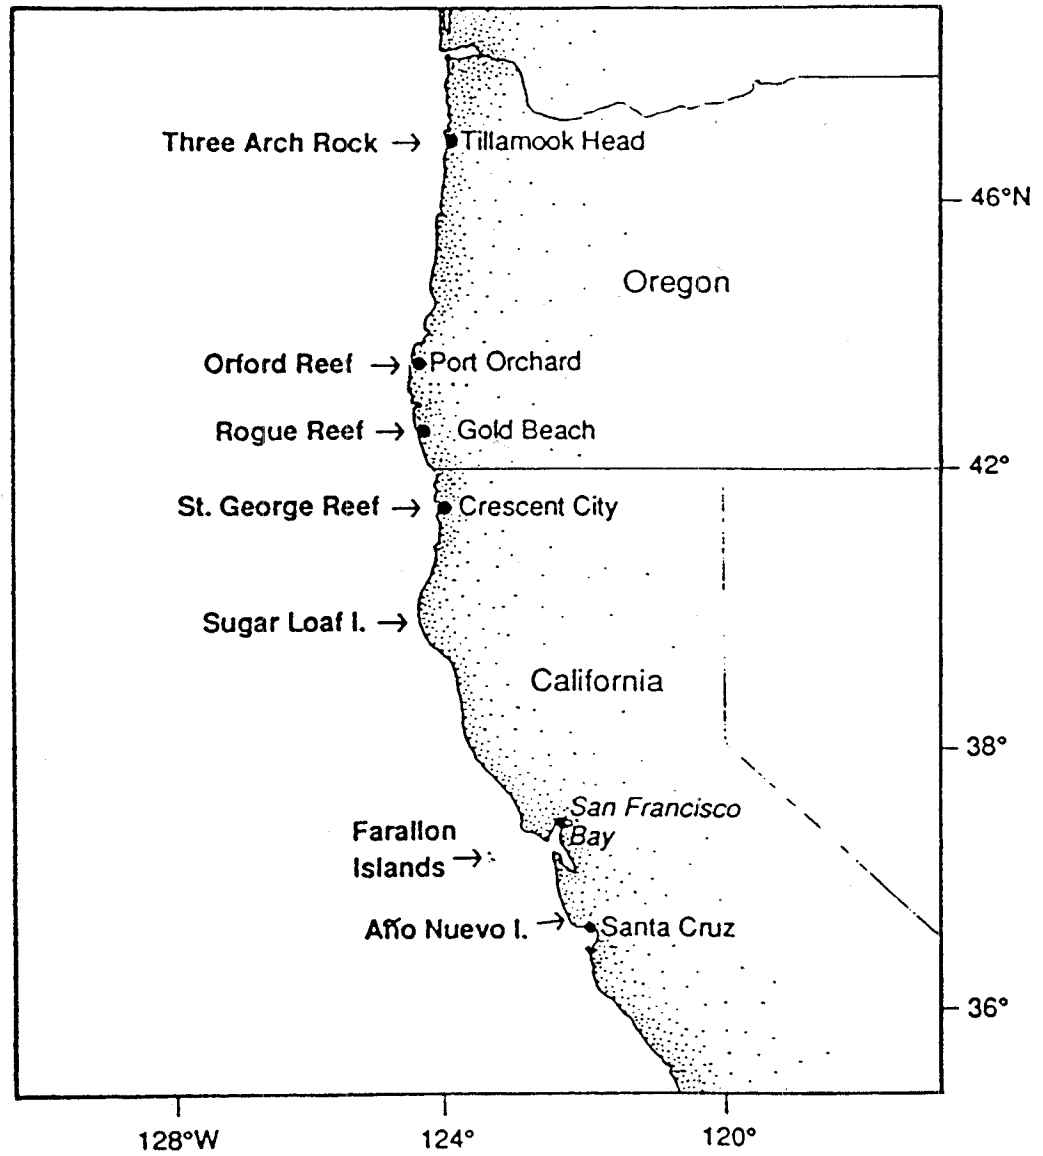 Three Arch Rock → Tillamook Head
46°N
Oregon
Orford Reef → Port Orchard
Rogue Reef → Gold Beach
42°
St. George Reef → Crescent City
Sugar Loaf I. →
California
38°
San Francisco
Bay
Farallon
Islands →
Año Nuevo I. → Santa Cruz
36°
128°W 124° 120°